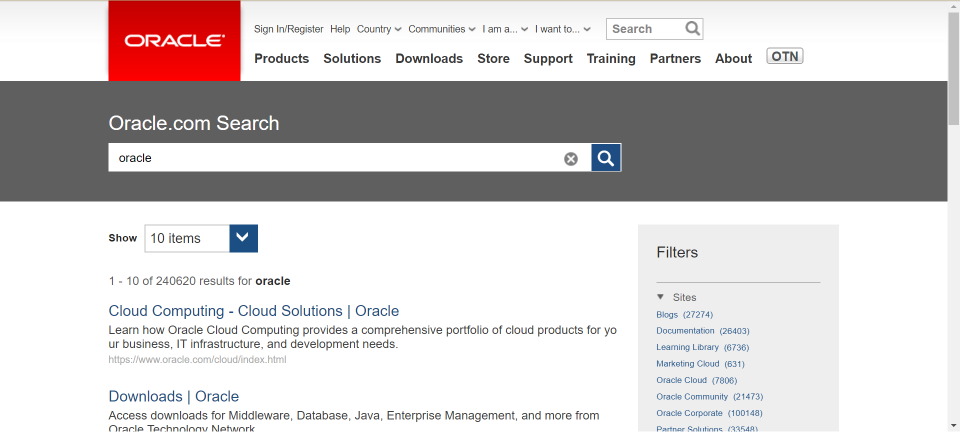 ORACLE
Sign In/Register Help Country Communities I am a... I want to... Search
Products Solutions Downloads Store Support Training Partners About OTN
Oracle.com Search
oracle
Show 10 items
1 - 10 of 240620 results for oracle
Cloud Computing - Cloud Solutions | Oracle
Learn how Oracle Cloud Computing provides a comprehensive portfolio of cloud products for yo
ur business, IT infrastructure, and development needs.
https://www.oracle.com/cloud/index.html
Downloads | Oracle
Access downloads for Middleware, Database, Java, Enterprise Management, and more from
Oracle Technology Network
Filters
Sites
Blogs (27274)
Documentation (26403)
Learning Library (6736)
Marketing Cloud (631)
Oracle Cloud (7806)
Oracle Community (21473)
Oracle Corporate (100148)
Partner Solutions (33548)